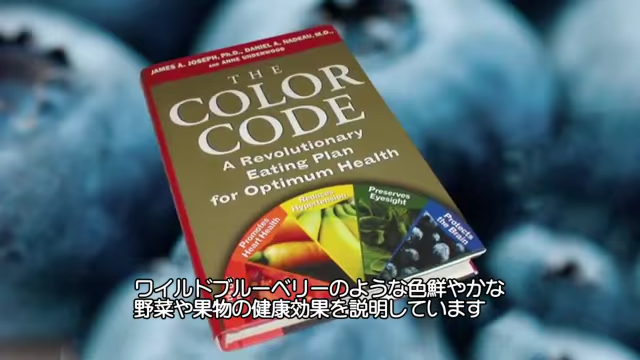 JAMES A. JOSEPH, Ph.D., DANIEL A. NADEAU, M.D.,
AND ANNE UNDERWOOD
THE
COLOR
CODE
A Revolutionary
Eating Plan
for Optimum Health
Promotes
Heart Health
Reduces
Hypertension
Preserves
Eyesight
Protects
the Brain
ワイルドブルーベリーのような色鮮やかな
野菜や果物の健康効果を説明しています